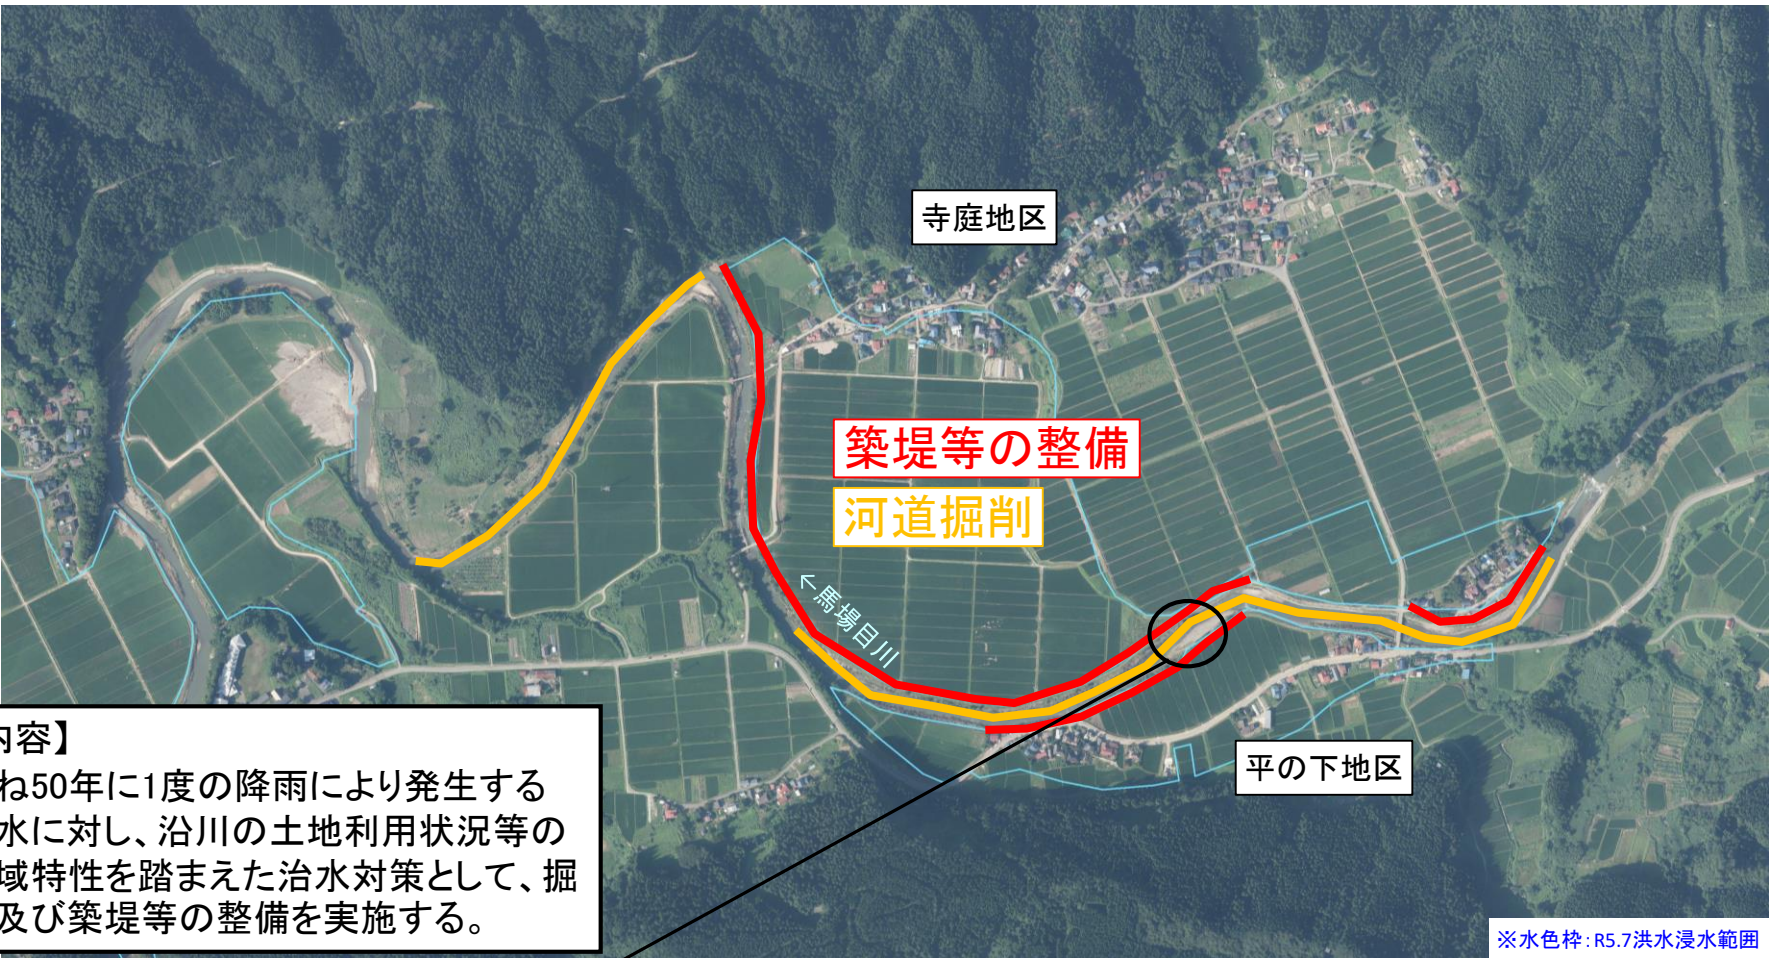 寺庭地区
築堤等の整備
河道掘削
←馬場目川
平の下地区
内容】
ね50年に1度の降雨により発生する
水に対し、沿川の土地利用状況等の
域特性を踏まえた治水対策として、掘
及び築堤等の整備を実施する。
※水色枠:R5.7洪水浸水範囲